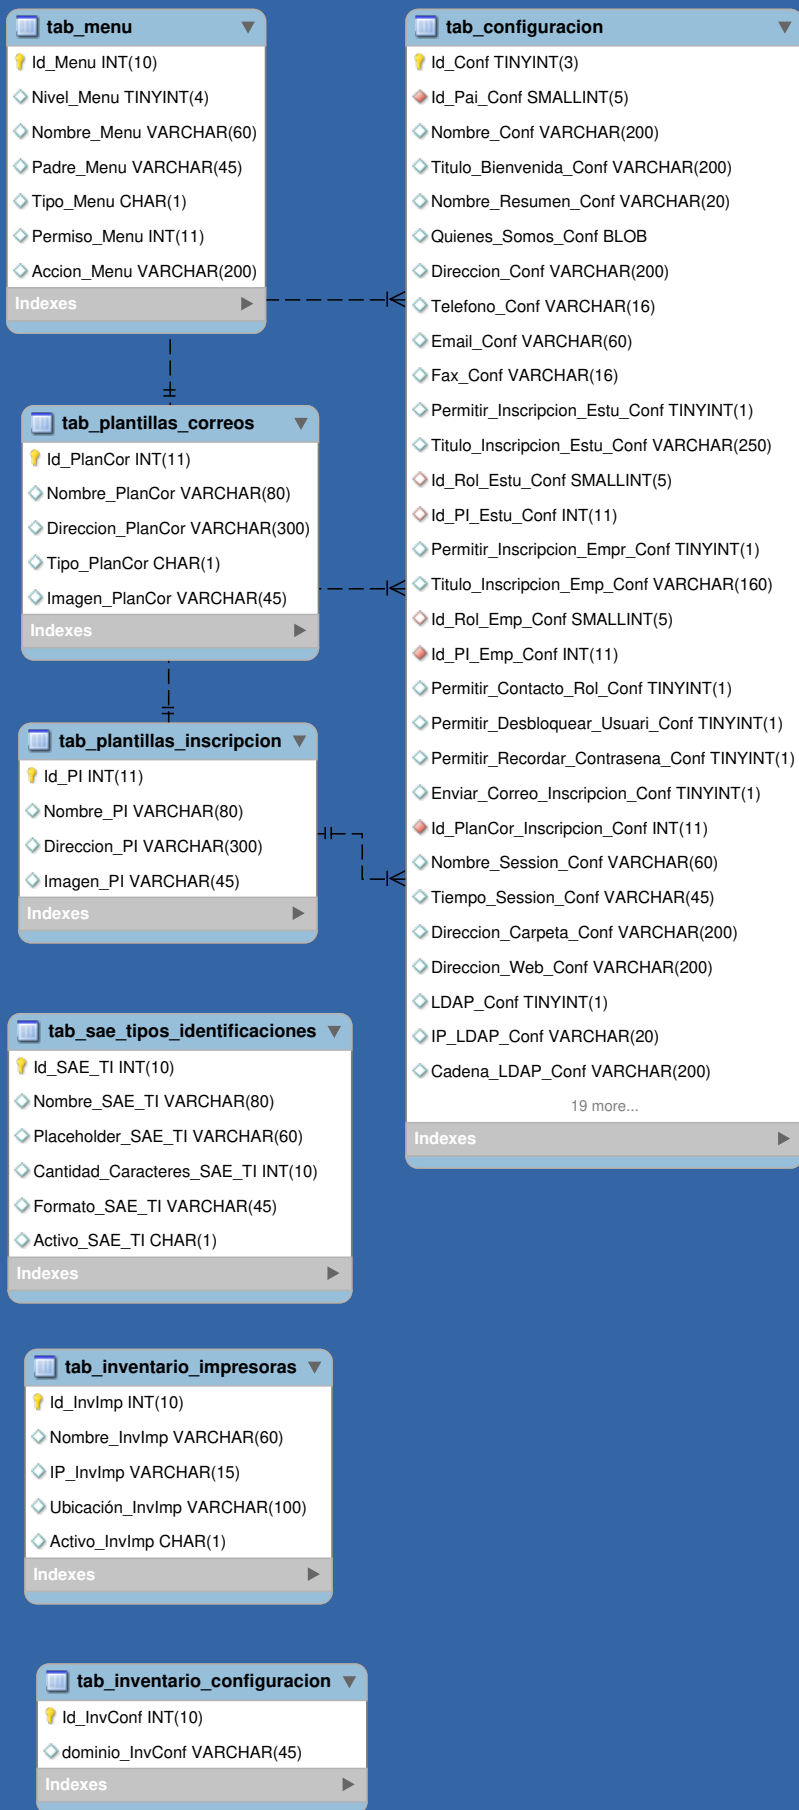 tab_menu
Id_Menu INT(10)
Nivel_Menu TINYINT(4)
Nombre_Menu VARCHAR(60)
Padre_Menu VARCHAR(45)
Tipo_Menu CHAR(1)
Permiso_Menu INT(11)
Accion_Menu VARCHAR(200)
Indexes
tab_plantillas_correos
Id_PlanCor INT(11)
Nombre_PlanCor VARCHAR(80)
Direccion_PlanCor VARCHAR(300)
Tipo_PlanCor CHAR(1)
Imagen_PlanCor VARCHAR(45)
Indexes
tab_plantillas_inscripcion
Id_PI INT(11)
Nombre_PI VARCHAR(80)
Direccion_PI VARCHAR(300)
Imagen_PI VARCHAR(45)
Indexes
tab_sae_tipos_identificaciones
Id_SAE_TI INT(10)
Nombre_SAE_TI VARCHAR(80)
Placeholder_SAE_TI VARCHAR(60)
Cantidad_Caracteres_SAE_TI INT(10)
Formato_SAE_TI VARCHAR(45)
Activo_SAE_TI CHAR(1)
Indexes
tab_inventario_impresoras
Id_InvImp INT(10)
Nombre_InvImp VARCHAR(60)
IP_InvImp VARCHAR(15)
Ubicación_InvImp VARCHAR(100)
Activo_InvImp CHAR(1)
Indexes
tab_inventario_configuracion
Id_InvConf INT(10)
dominio_InvConf VARCHAR(45)
Indexes
tab_configuracion
Id_Conf TINYINT(3)
Id_Pai_Conf SMALLINT(5)
Nombre_Conf VARCHAR(200)
Titulo_Bienvenida_Conf VARCHAR(200)
Nombre_Resumen_Conf VARCHAR(20)
Quienes_Somos_Conf BLOB
Direccion_Conf VARCHAR(200)
Telefono_Conf VARCHAR(16)
Email_Conf VARCHAR(60)
Fax_Conf VARCHAR(16)
Permitir_Inscripcion_Estu_Conf TINYINT(1)
Titulo_Inscripcion_Estu_Conf VARCHAR(250)
Id_Rol_Estu_Conf SMALLINT(5)
Id_PI_Estu_Conf INT(11)
Permitir_Inscripcion_Empr_Conf TINYINT(1)
Titulo_Inscripcion_Emp_Conf VARCHAR(160)
Id_Rol_Emp_Conf SMALLINT(5)
Id_PI_Emp_Conf INT(11)
Permitir_Contacto_Rol_Conf TINYINT(1)
Permitir_Desbloquear_Usuari_Conf TINYINT(1)
Permitir_Recordar_Contrasena_Conf TINYINT(1)
Enviar_Correo_Inscripcion_Conf TINYINT(1)
Id_PlanCor_Inscripcion_Conf INT(11)
Nombre_Session_Conf VARCHAR(60)
Tiempo_Session_Conf VARCHAR(45)
Direccion_Carpeta_Conf VARCHAR(200)
Direccion_Web_Conf VARCHAR(200)
LDAP_Conf TINYINT(1)
IP_LDAP_Conf VARCHAR(20)
Cadena_LDAP_Conf VARCHAR(200)
19 more...
Indexes